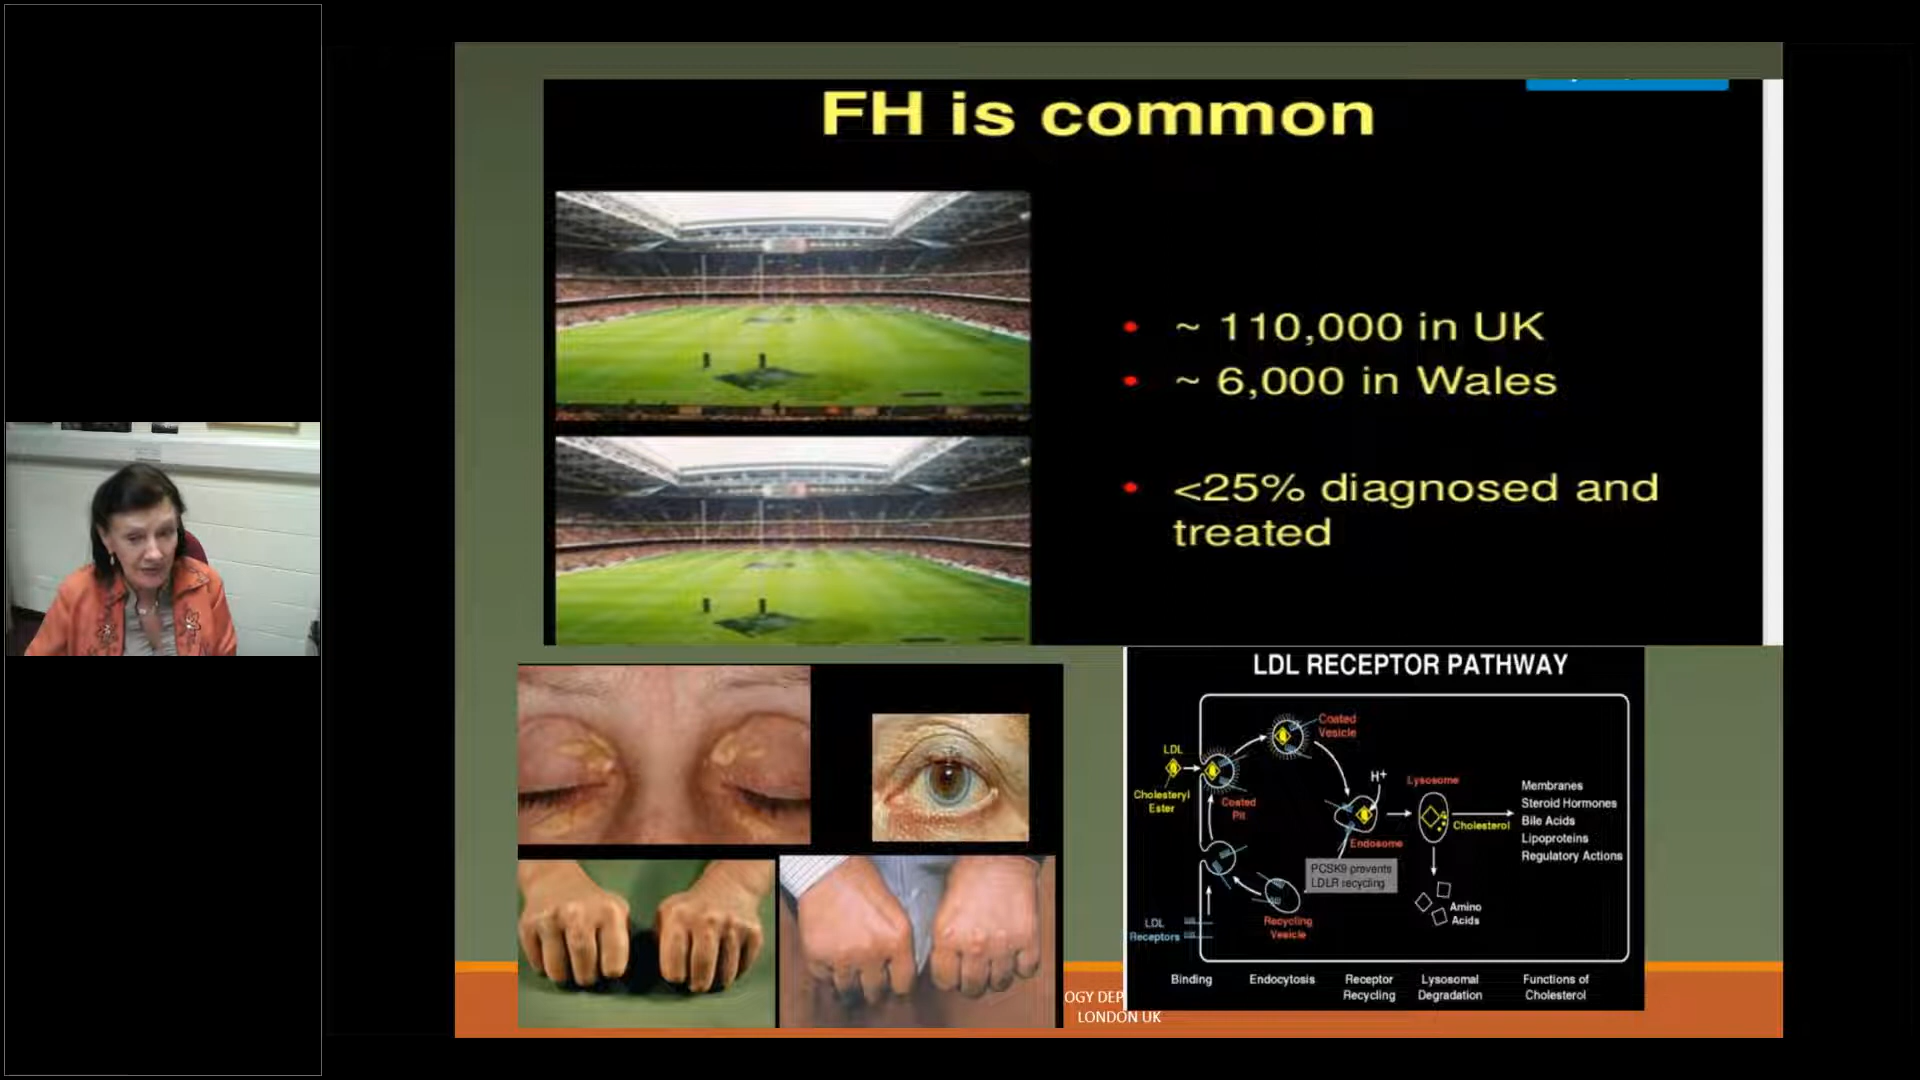 FH is common
~ 110,000 in UK
~ 6,000 in Wales
<25% diagnosed and
treated
LDL RECEPTOR PATHWAY
Coated
Vesicle
LDL
Cholesteryl
Ester
Coated
Pit
H+
Endosome
Lysosome
Cholesterol
Membranes
Steroid Hormones
Bile Acids
Lipoproteins
Regulatory Actions
PCSK9 prevents
LDLR recycling
Amino
Acids
LDL
Receptors
Recycling
Vesicle
Binding
Endocytosis
Receptor
Recycling
Lysosomal
Degradation
Functions of
Cholesterol
OGY DEP
LONDON UK